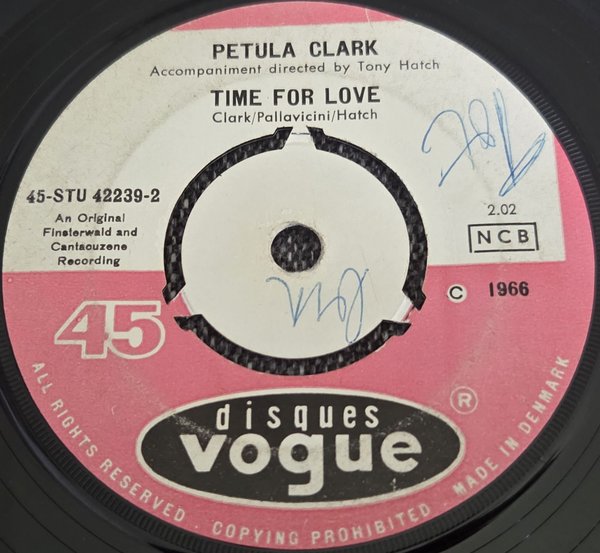 PETULA CLARK
Accompaniment directed by Tony Hatch
TIME FOR LOVE
Clark/Pallavicini/Hatch
45-STU 42239-2
An Original
Finsterwald and
Cantacuzene
Recording
2.02
NCB
© 1966
45
disques
vogue
®
ALL RIGHTS RESERVED . COPYING PROHIBITED . MADE IN DENMARK